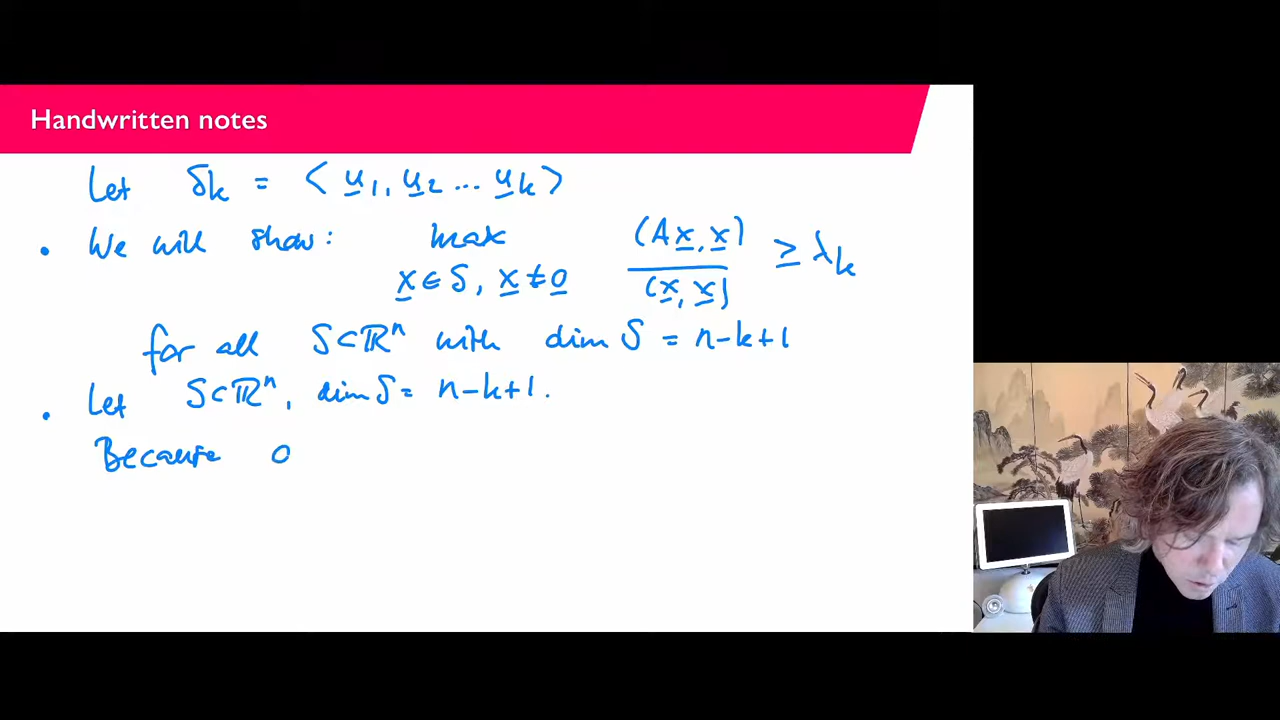 Handwritten notes
Let Sk = < u1, u2 ... uk >
• We will show: max (Ax, x) / (x, x) ≥ λk
x ∈ S, x ≠ 0
for all S ⊂ ℝⁿ with dim S = n-k+1
• Let S ⊂ ℝⁿ, dim S = n-k+1.
Because o